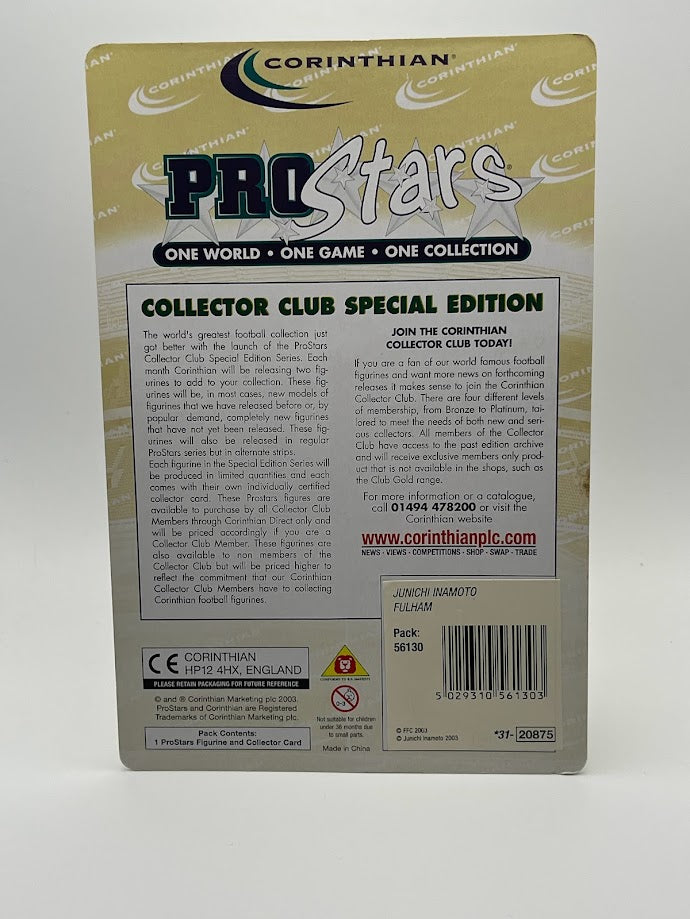 CORINTHIAN®
PROStars
ONE WORLD • ONE GAME • ONE COLLECTION
COLLECTOR CLUB SPECIAL EDITION
The world's greatest football collection just
got better with the launch of the ProStars
Collector Club Special Edition Series. Each
month Corinthian will be releasing two fig-
urines to add to your collection. These fig-
urines will be, in most cases, new models of
figurines that we have released before or, by
popular demand, completely new figurines
that have not yet been released. These fig-
urines will also be released in regular
ProStars series but in alternate strips.
Each figurine in the Special Edition Series will
be produced in limited quantities and each
comes with their own individually certified
collector card. These Prostars figures are
available to purchase by all Collector Club
Members through Corinthian Direct only and
will be priced accordingly if you are a
Collector Club Member. These figurines are
also available to non members of the
Collector Club but will be priced higher to
reflect the commitment that our Corinthian
Collector Club Members have to collecting
Corinthian football figurines.
JOIN THE CORINTHIAN
COLLECTOR CLUB TODAY!
If you are a fan of our world famous football
figurines and want more news on forthcoming
releases it makes sense to join the Corinthian
Collector Club. There are four different levels
of membership, from Bronze to Platinum, tai-
lored to meet the needs of both new and seri-
ous collectors. All members of the Collector
Club have access to the past edition archive
and will receive exclusive members only prod-
uct that is not available in the shops, such as
the Club Gold range.
For more information or a catalogue,
call 01494 478200 or visit the
Corinthian website
www.corinthianplc.com
NEWS • VIEWS • COMPETITIONS • SHOP • SWAP • TRADE
JUNICHI INAMOTO
FULHAM
Pack:
56130
5 029310 561303
© FFC 2003
© Junichi Inamoto 2003
*31- 20875
CE CORINTHIAN
HP12 4HX, ENGLAND
PLEASE RETAIN PACKAGING FOR FUTURE REFERENCE
© and ® Corinthian Marketing plc 2003.
ProStars and Corinthian are Registered
Trademarks of Corinthian Marketing plc.
Pack Contents:
1 ProStars Figurine and Collector Card
0-3
Not suitable for children
under 36 months due
to small parts.
Made in China